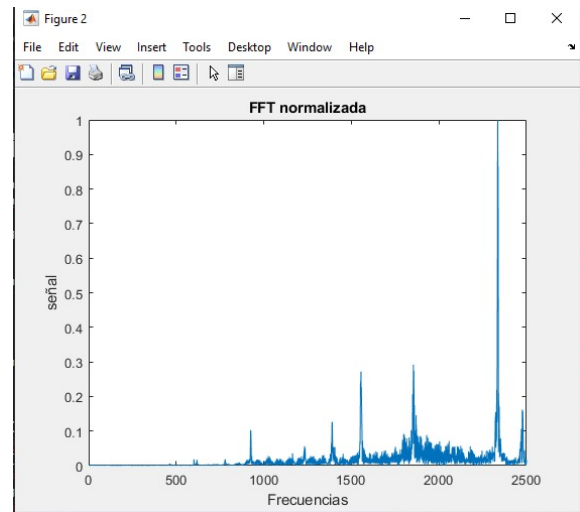 Figure 2
File Edit View Insert Tools Desktop Window Help
FFT normalizada
1
0.9
0.8
0.7
0.6
0.5
0.4
0.3
0.2
0.1
0
señal
0 500 1000 1500 2000 2500
Frecuencias